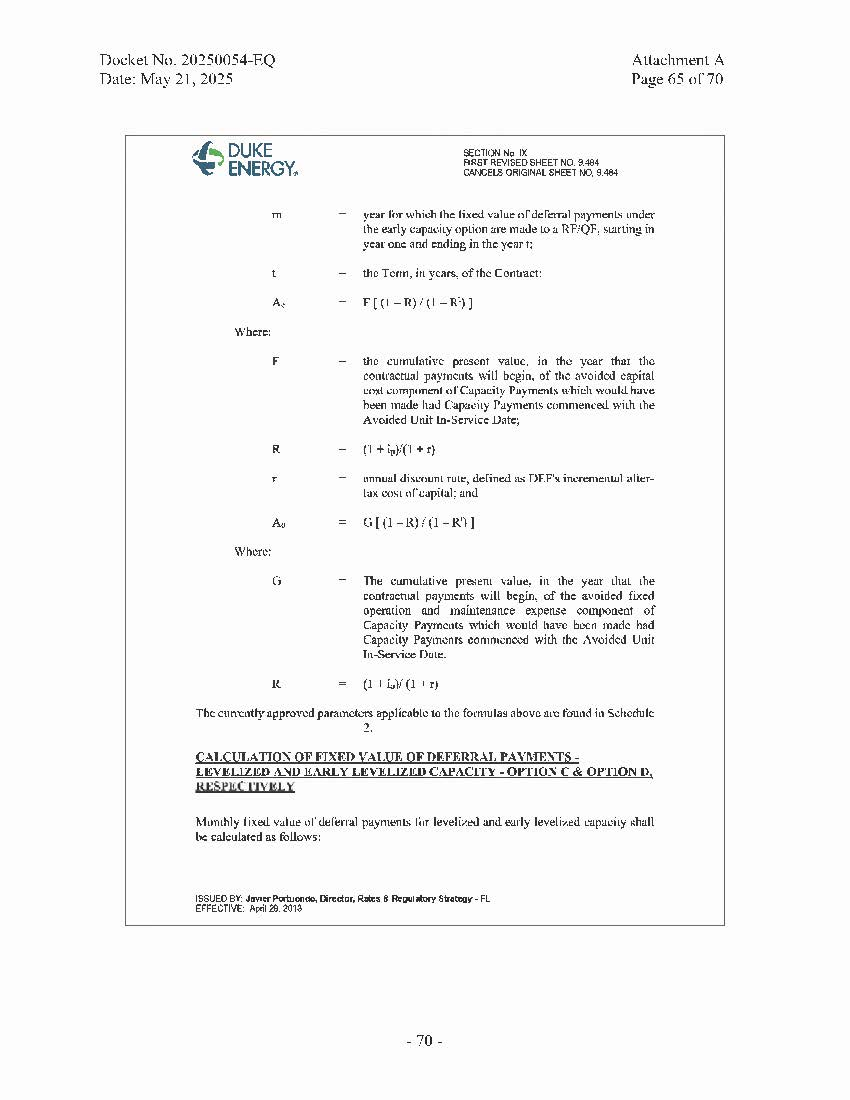 Docket No. 20250054-EQ
Date: May 21, 2025
Attachment A
Page 65 of 70
DUKE
ENERGY®
SECTION No. IX
FIRST REVISED SHEET NO. 9.484
CANCELS ORIGINAL SHEET NO. 9.484
m = year for which the fixed value of deferral payments under
the early capacity option are made to a RF/QF, starting in
year one and ending in the year t;
t = the Term, in years, of the Contract;
Ac = F [ (1 – R) / (1 – Rt) ]
Where:
F = the cumulative present value, in the year that the
contractual payments will begin, of the avoided capital
cost component of Capacity Payments which would have
been made had Capacity Payments commenced with the
Avoided Unit In-Service Date;
R = (1 + ip)/(1 + r)
r = annual discount rate, defined as DEF's incremental after-
tax cost of capital; and
Ao = G [ (1 – R) / (1 – Rt) ]
Where:
G = The cumulative present value, in the year that the
contractual payments will begin, of the avoided fixed
operation and maintenance expense component of
Capacity Payments which would have been made had
Capacity Payments commenced with the Avoided Unit
In-Service Date.
R = (1 + io)/ (1 + r)
The currently approved parameters applicable to the formulas above are found in Schedule
2.
CALCULATION OF FIXED VALUE OF DEFERRAL PAYMENTS -
LEVELIZED AND EARLY LEVELIZED CAPACITY - OPTION C & OPTION D,
RESPECTIVELY
Monthly fixed value of deferral payments for levelized and early levelized capacity shall
be calculated as follows:
ISSUED BY: Javier Portuondo, Director, Rates & Regulatory Strategy - FL
EFFECTIVE: April 29, 2013
- 70 -